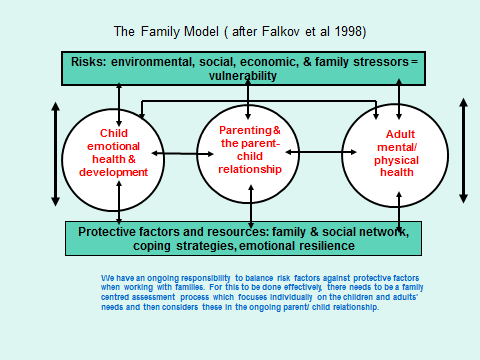 The Family Model ( after Falkov et al 1998)
Risks: environmental, social, economic, & family stressors =
vulnerability
Child
emotional
health &
development
Parenting &
the parent-
child
relationship
Adult
mental/
physical
health
Protective factors and resources: family & social network,
coping strategies, emotional resilience
We have an ongoing responsibility to balance risk factors against protective factors
when working with families. For this to be done effectively, there needs to be a family
centred assessment process which focuses individually on the children and adults'
needs and then considers these in the ongoing parent/ child relationship.